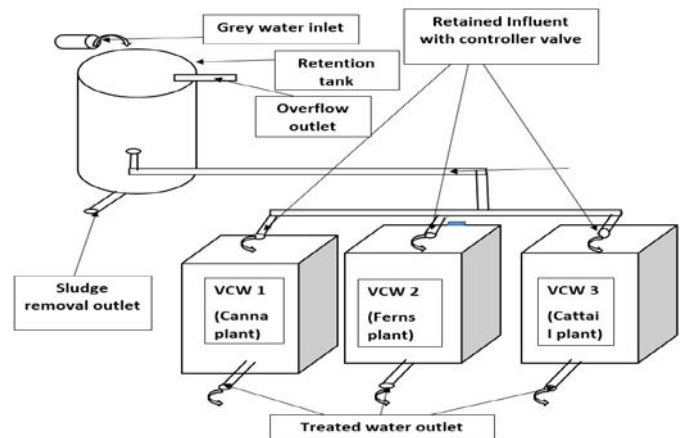 Grey water inlet
Retention
tank
Overflow
outlet
Retained Influent
with controller valve
Sludge
removal outlet
VCW 1
(Canna
plant)
VCW 2
(Ferns
plant)
VCW 3
(Cattai
l plant)
Treated water outlet